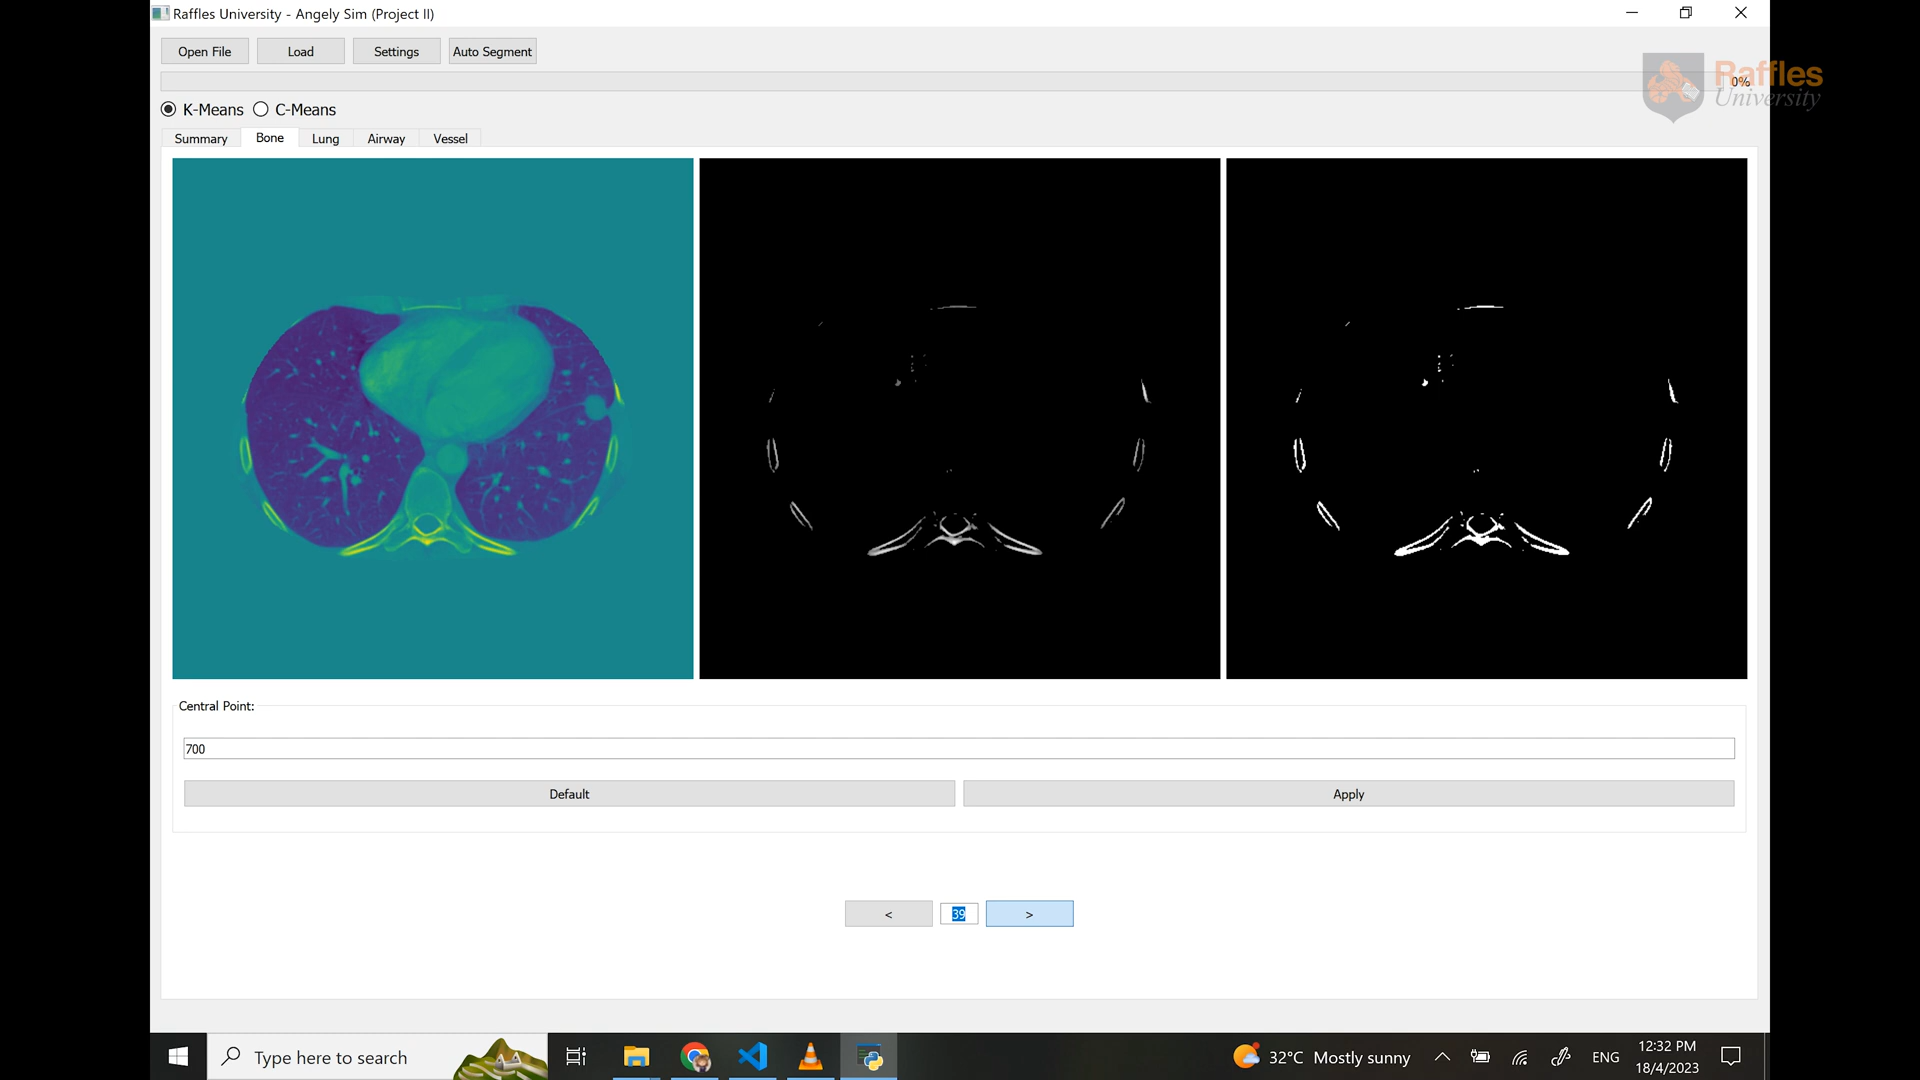 Raffles University - Angely Sim (Project II)
Open File
Load
Settings
Auto Segment
0%
Raffles
University
K-Means
C-Means
Summary
Bone
Lung
Airway
Vessel
Central Point:
700
Default
Apply
<
39
>
Type here to search
32°C Mostly sunny
ENG
12:32 PM
18/4/2023